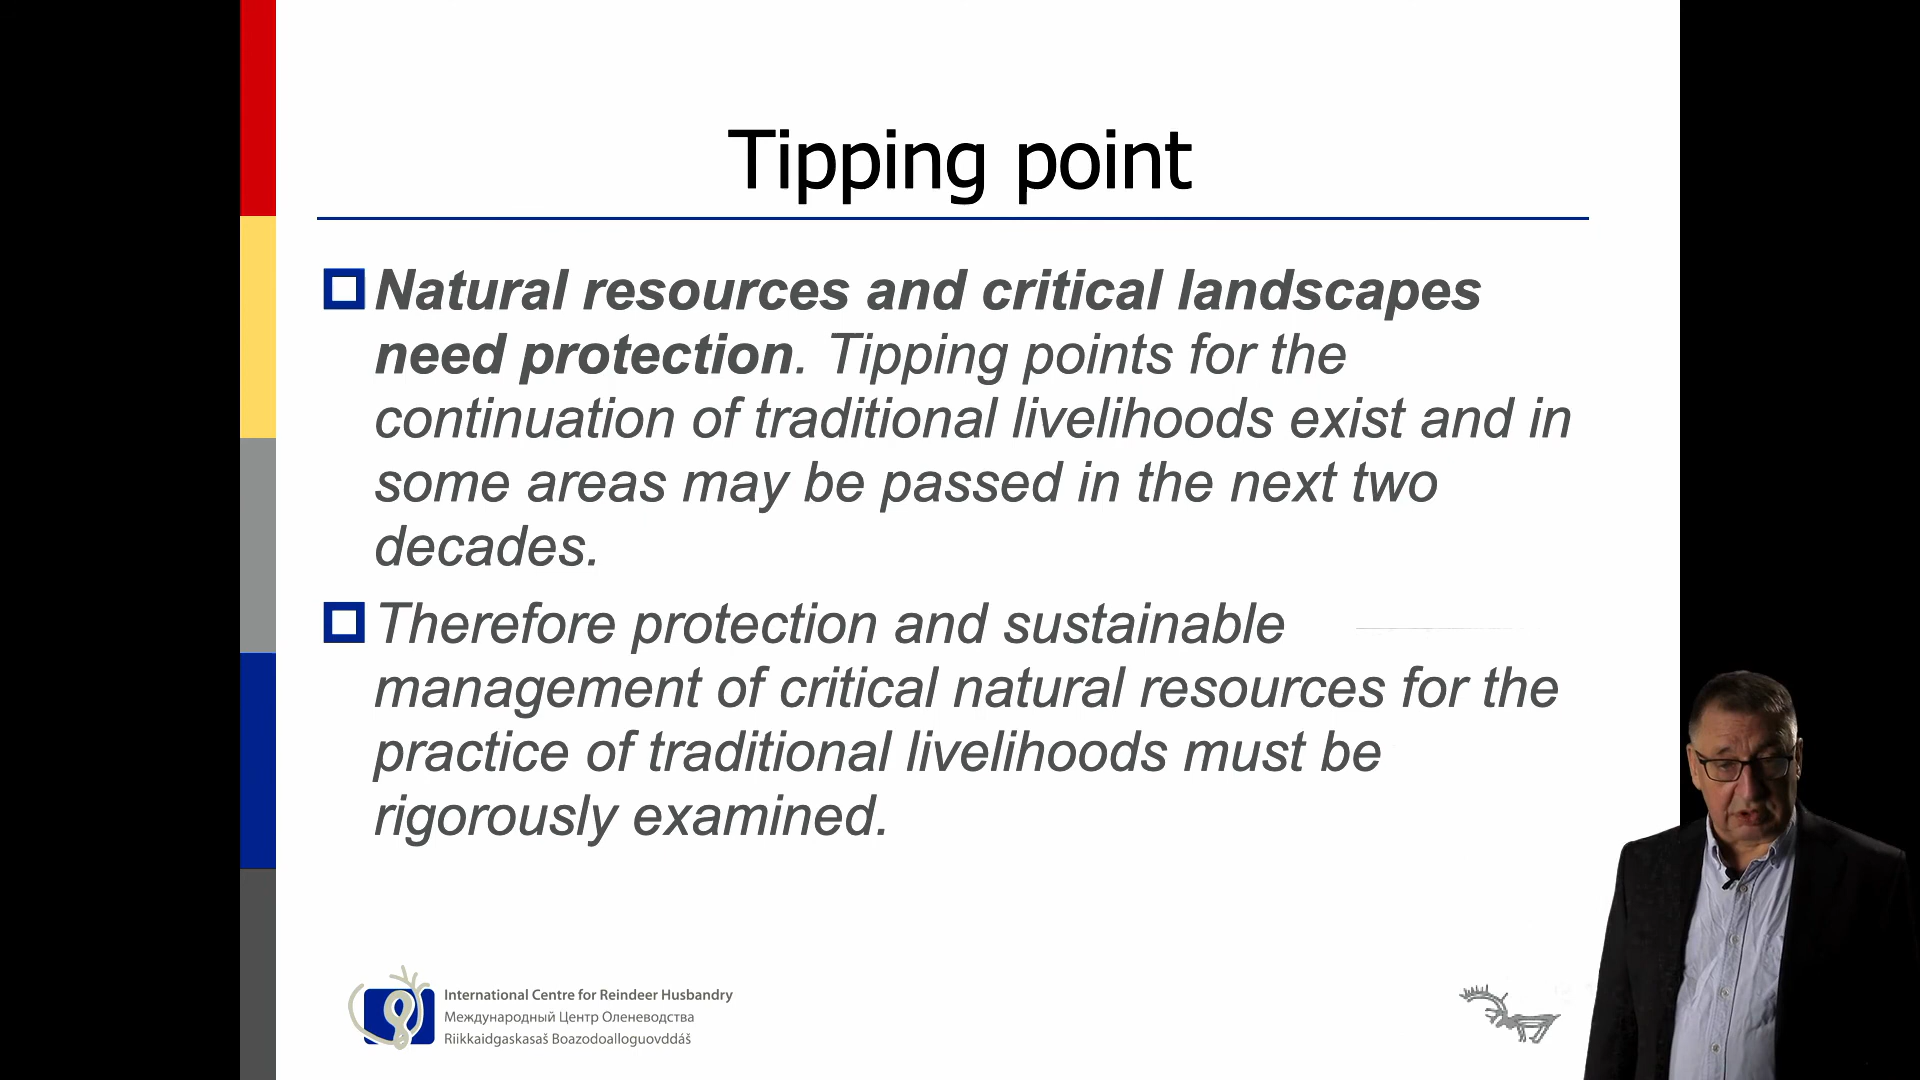 Tipping point
Natural resources and critical landscapes
need protection. Tipping points for the
continuation of traditional livelihoods exist and in
some areas may be passed in the next two
decades.
Therefore protection and sustainable
management of critical natural resources for the
practice of traditional livelihoods must be
rigorously examined.
International Centre for Reindeer Husbandry
Международный Центр Оленеводства
Riikkaidgaskasaš Boazodoalloguovddáš